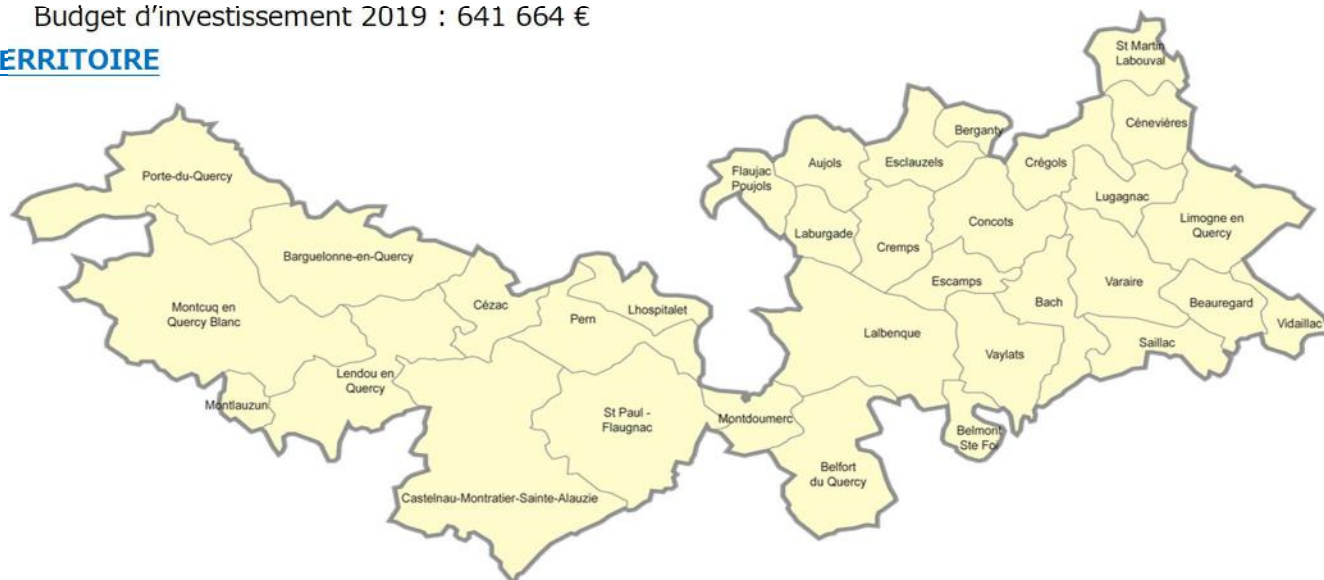 Budget d’investissement 2019 : 641 664 €
ERRITOIRE
St Martin
Labouval
Cénevières
Berganty
Esclauzels
Aujols
Crégols
Flaujac
Poujols
Porte-du-Quercy
Lugagnac
Limogne en
Quercy
Concots
Laburgade
Cremps
Barguelonne-en-Quercy
Escamps
Varaire
Bach
Beauregard
Cézac
Montcuq en
Quercy Blanc
Lhospitalet
Pern
Vidaillac
Lalbenque
Saillac
Vaylats
Lendou en
Quercy
Montlauzun
St Paul -
Flaugnac
Montdoumerc
Belmont
Ste Foi
Belfort
du Quercy
Castelnau-Montratier-Sainte-Alauzie